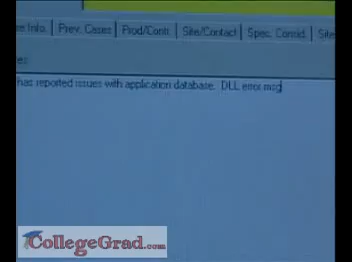 Info.
Prev. Cases
Prod/Contr.
Site/Contact
Spec. Consid.
Site
has reported issues with application database. DLL error msg
CollegeGrad.com